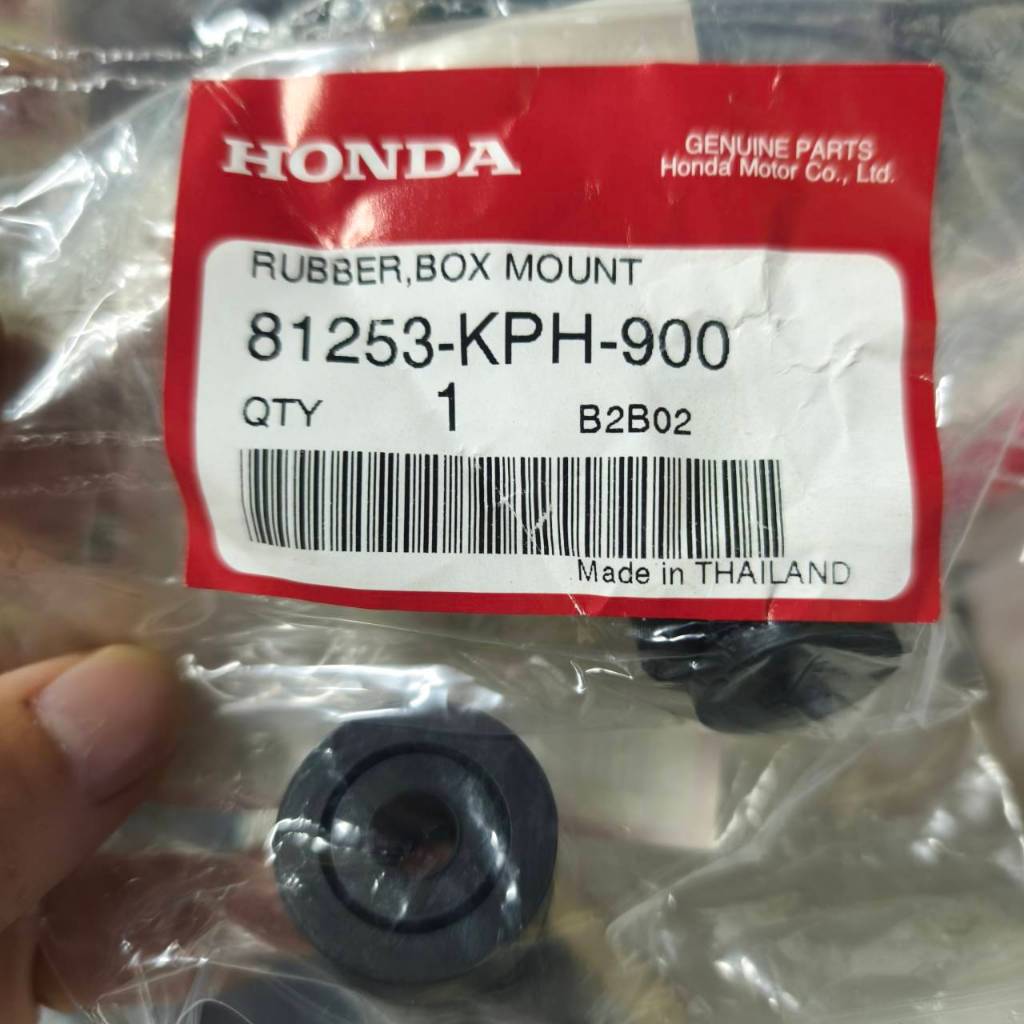 HONDA
GENUINE PARTS
Honda Motor Co., Ltd.
RUBBER,BOX MOUNT
81253-KPH-900
QTY 1 B2B02
Made in THAILAND